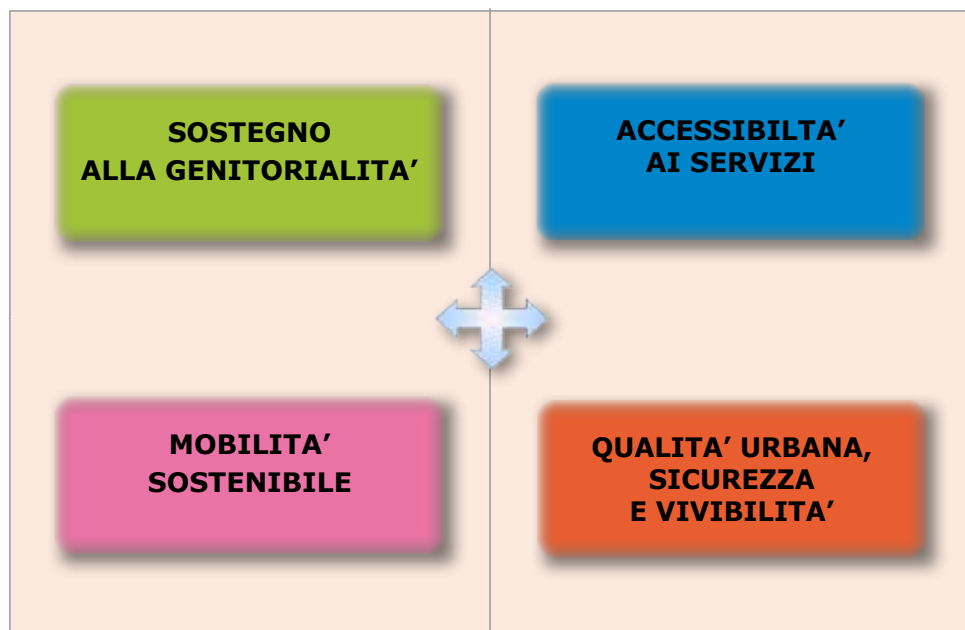 SOSTEGNO
ALLA GENITORIALITA’
ACCESSIBILTA’
AI SERVIZI
MOBILITA’
SOSTENIBILE
QUALITA’ URBANA,
SICUREZZA
E VIVIBILITA’